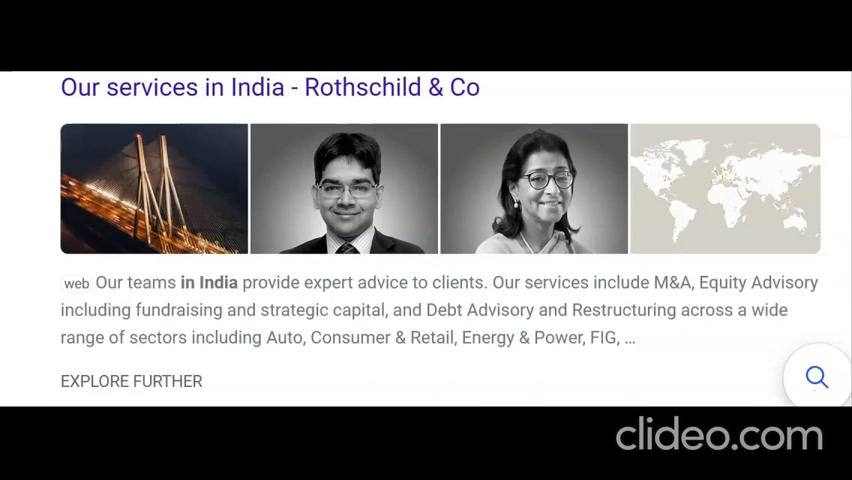 Our services in India - Rothschild & Co
web Our teams in India provide expert advice to clients. Our services include M&A, Equity Advisory
including fundraising and strategic capital, and Debt Advisory and Restructuring across a wide
range of sectors including Auto, Consumer & Retail, Energy & Power, FIG, ...
EXPLORE FURTHER
clideo.com